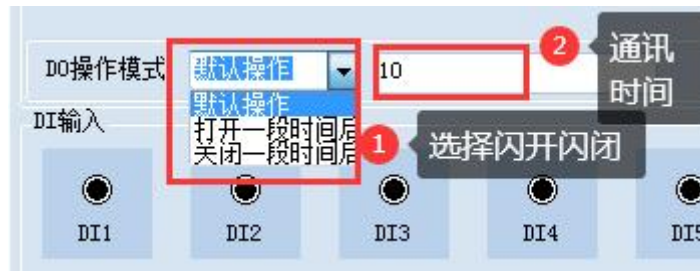 DO操作模式
默认操作
10
2
通讯
时间
默认操作
打开一段时间后
关闭一段时间后
1
选择闪开闪闭
DI输入
DI1
DI2
DI3
DI4